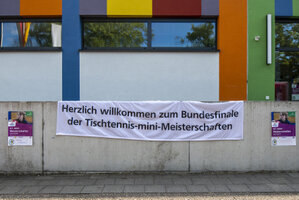 Herzlich willkommen zum Bundesfinale
der Tischtennis-mini-Meisterschaften